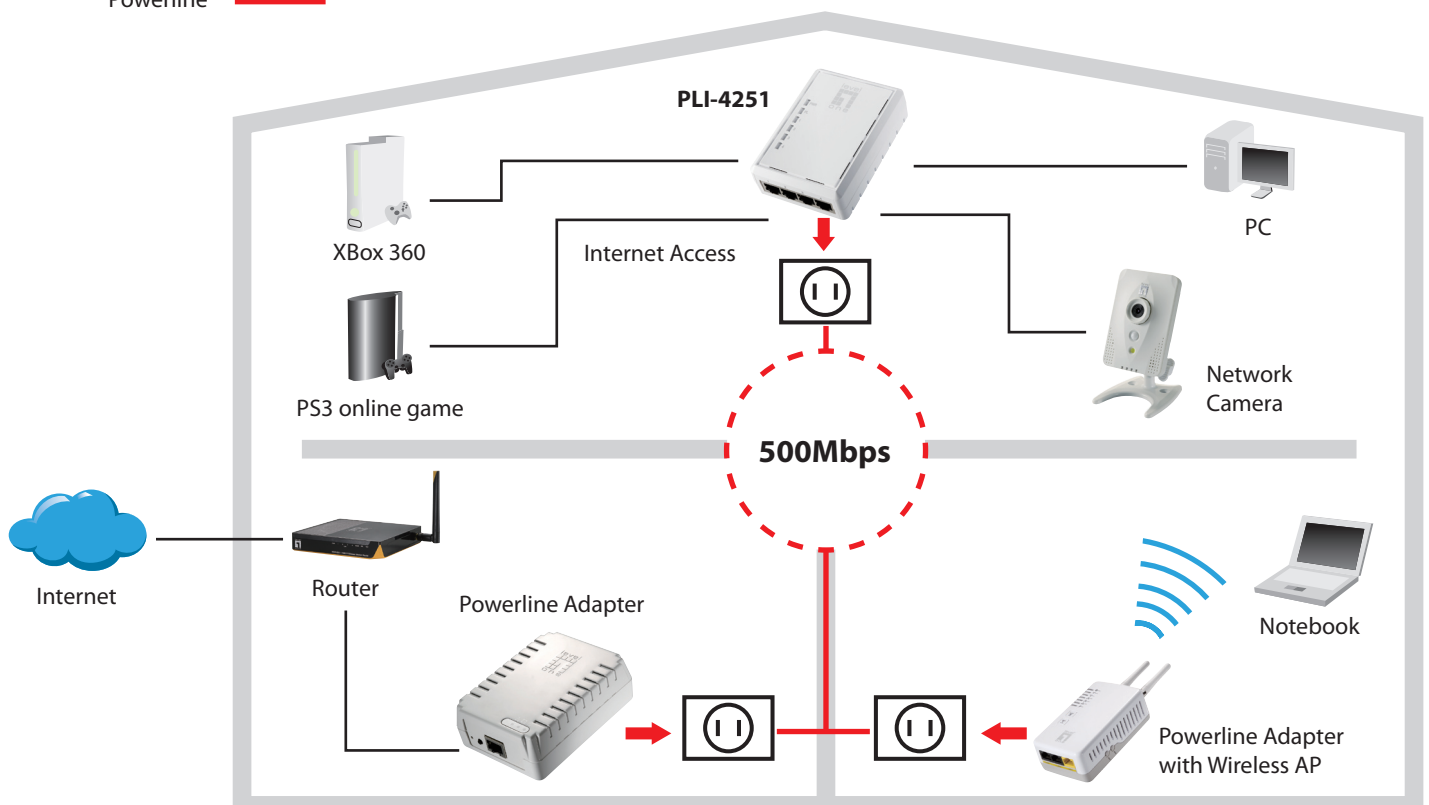 Powerline
PLI-4251
XBox 360
Internet Access
PC
PS3 online game
Network
Camera
500Mbps
Internet
Router
Powerline Adapter
Notebook
Powerline Adapter
with Wireless AP